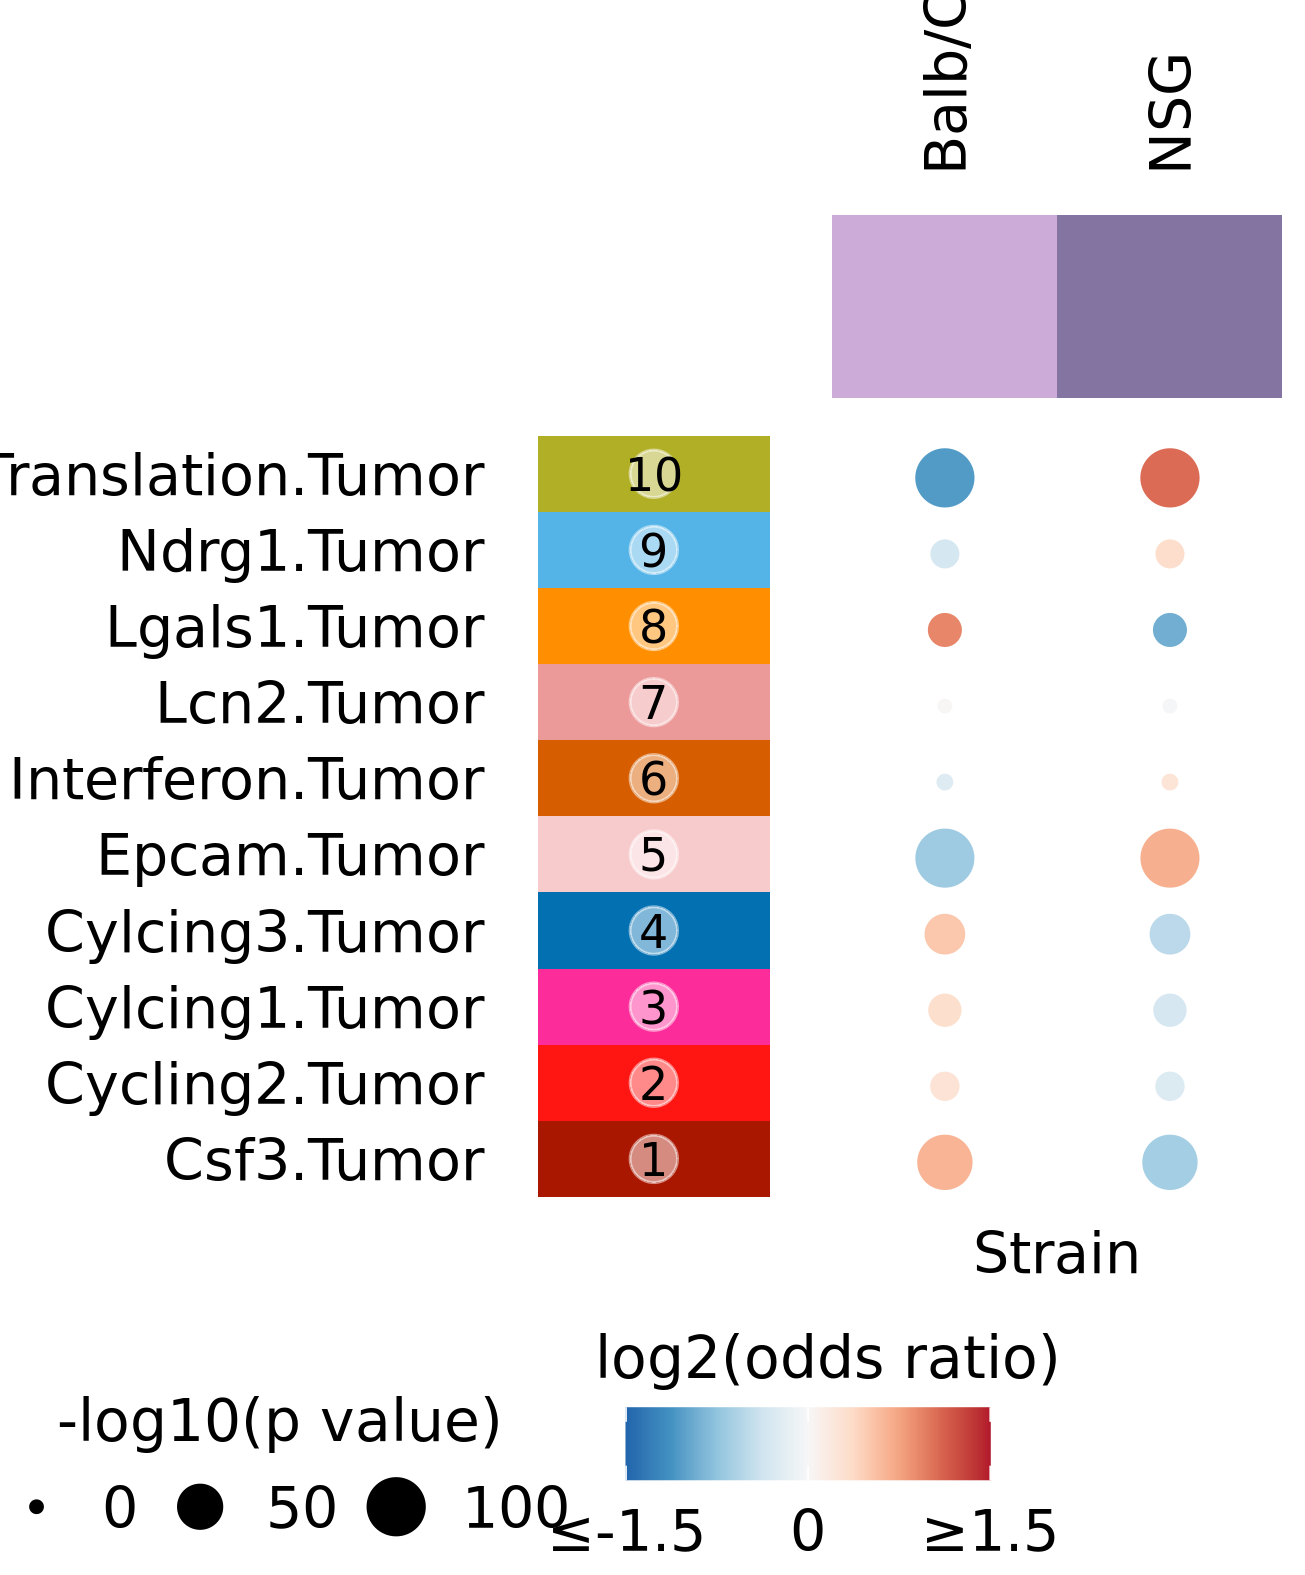 Balb/C NSG
Translation.Tumor 10
Ndrg1.Tumor 9
Lgals1.Tumor 8
Lcn2.Tumor 7
Interferon.Tumor 6
Epcam.Tumor 5
Cylcing3.Tumor 4
Cylcing1.Tumor 3
Cycling2.Tumor 2
Csf3.Tumor 1
Strain
log2(odds ratio)
≤-1.5 0 ≥1.5
-log10(p value)
0 50 100